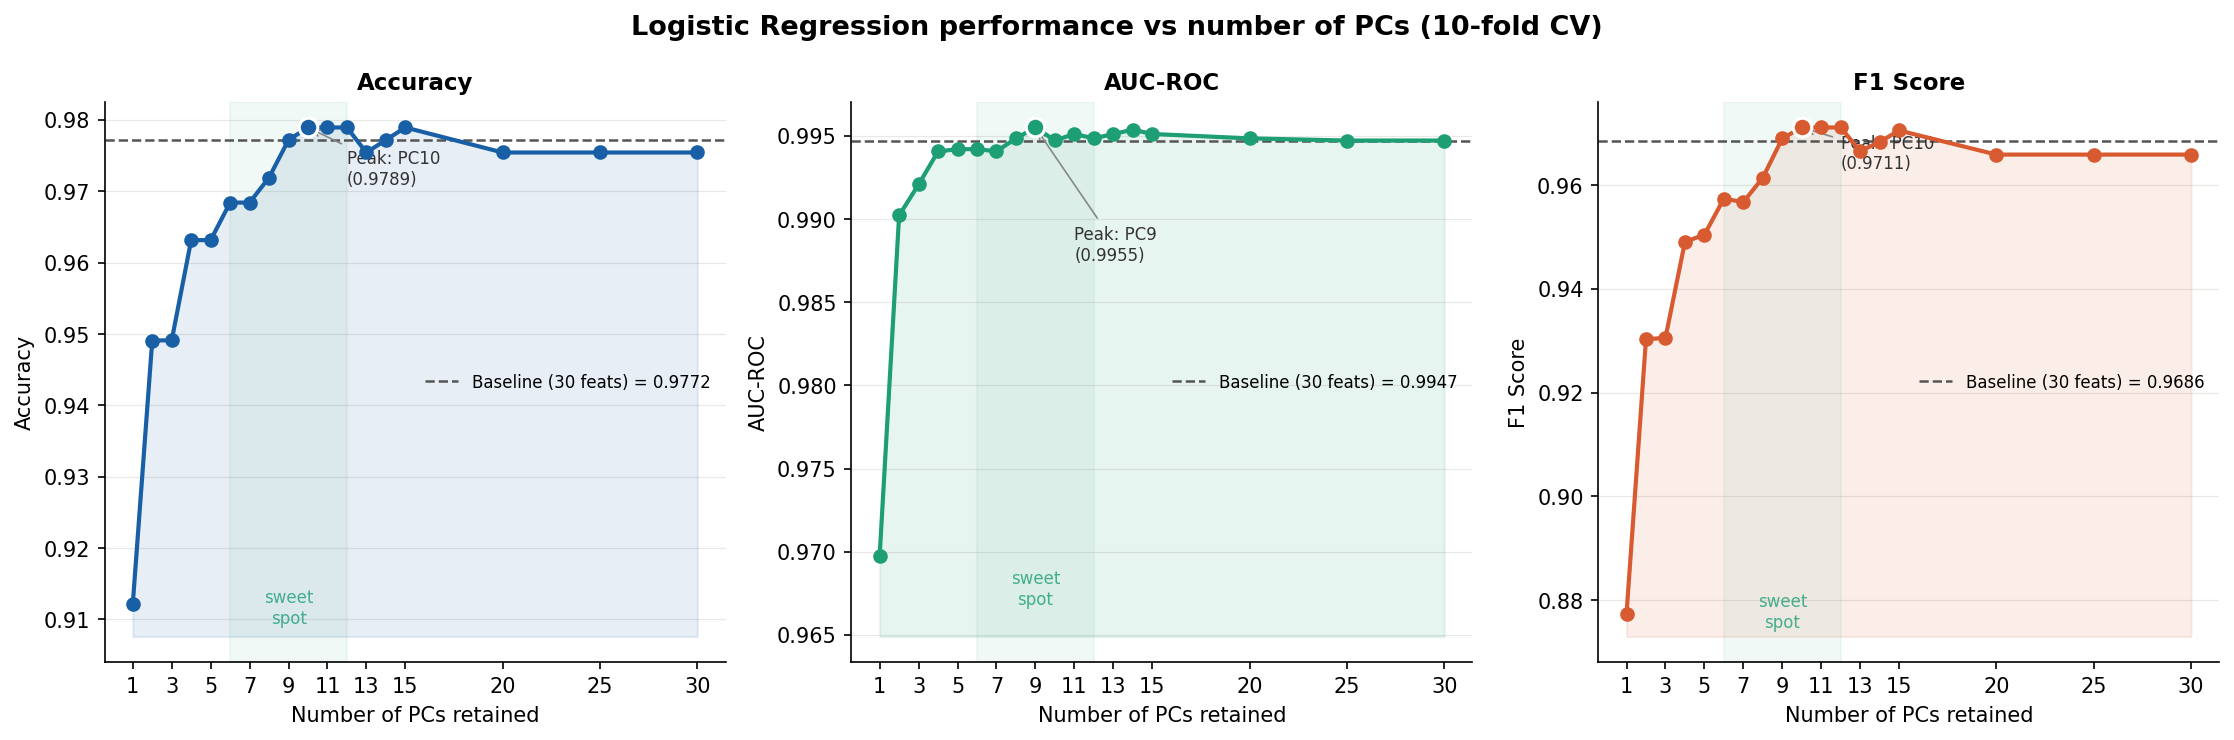 Logistic Regression performance vs number of PCs (10-fold CV)
Accuracy
Accuracy
0.98
0.97
0.96
0.95
0.94
0.93
0.92
0.91
Peak: PC10
(0.9789)
Baseline (30 feats) = 0.9772
sweet
spot
1 3 5 7 9 11 13 15 20 25 30
Number of PCs retained
AUC-ROC
AUC-ROC
0.995
0.990
0.985
0.980
0.975
0.970
0.965
Peak: PC9
(0.9955)
Baseline (30 feats) = 0.9947
sweet
spot
1 3 5 7 9 11 13 15 20 25 30
Number of PCs retained
F1 Score
F1 Score
0.96
0.94
0.92
0.90
0.88
Peak: PC10
(0.9711)
Baseline (30 feats) = 0.9686
sweet
spot
1 3 5 7 9 11 13 15 20 25 30
Number of PCs retained